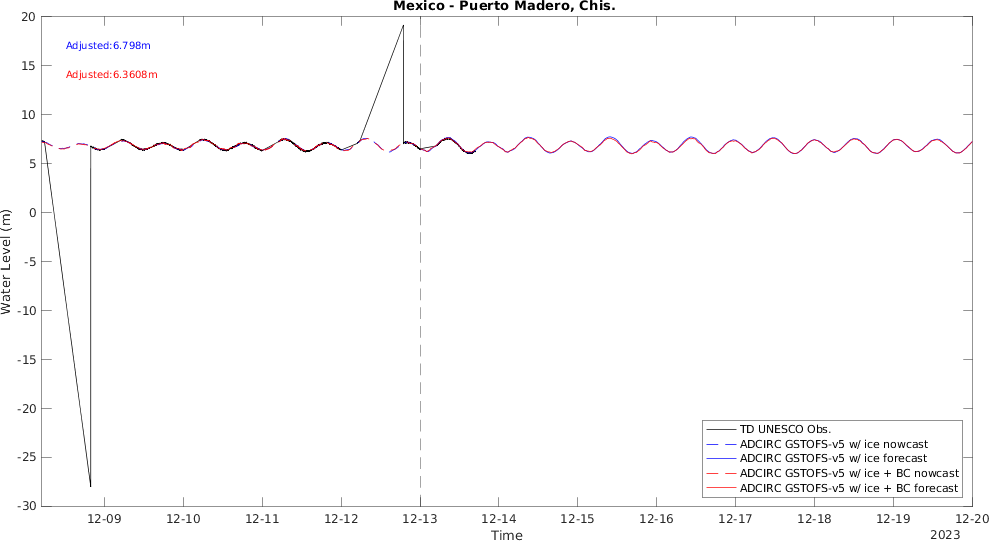 Mexico - Puerto Madero, Chis.
Adjusted:6.798m
Adjusted:6.3608m
20
15
10
5
0
-5
-10
-15
-20
-25
-30
Water Level (m)
TD UNESCO Obs.
ADCIRC GSTOFS-v5 w/ ice nowcast
ADCIRC GSTOFS-v5 w/ ice forecast
ADCIRC GSTOFS-v5 w/ ice + BC nowcast
ADCIRC GSTOFS-v5 w/ ice + BC forecast
12-09 12-10 12-11 12-12 12-13 12-14 12-15 12-16 12-17 12-18 12-19 12-20
Time
2023